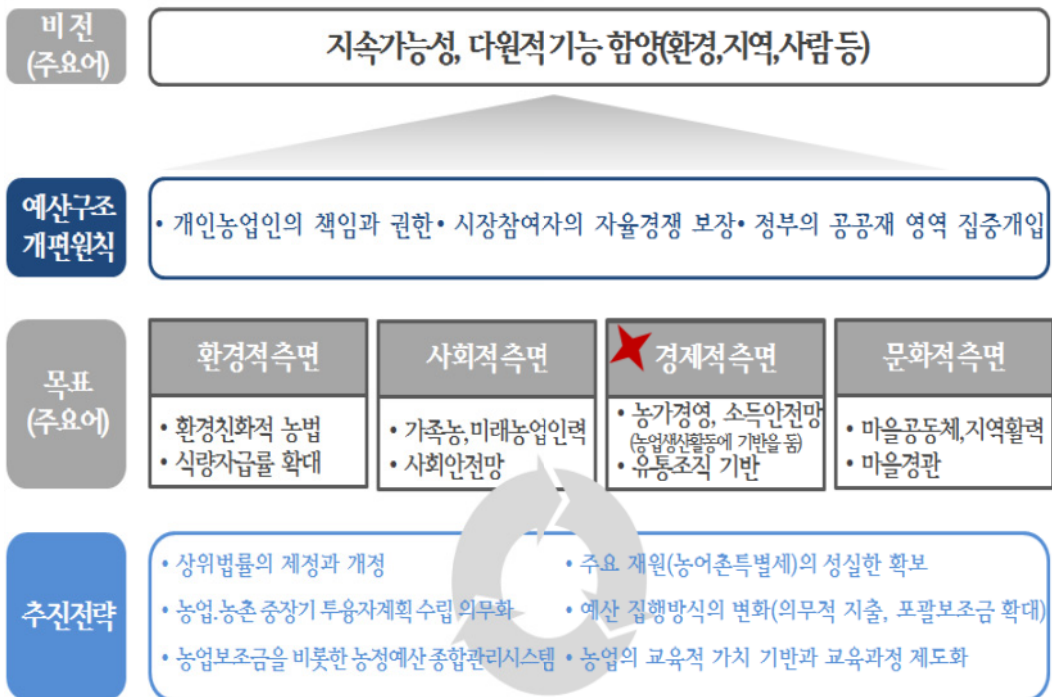 비전
(주요어)
지속가능성, 다원적기능 함양(환경,지역,사람 등)
예산구조
개편원칙
• 개인농업인의 책임과 권한• 시장참여자의 자율경쟁 보장• 정부의 공공재 영역 집중개입
목표
(주요어)
환경적측면
• 환경친화적 농법
• 식량자급률 확대
사회적측면
• 가족농,미래농업인력
• 사회안전망
경제적측면
• 농가경영, 소득안전망
(농업생산활동에 기반을 둠)
• 유통조직 기반
문화적측면
• 마을공동체,지역활력
• 마을경관
추진전략
• 상위법률의 제정과 개정
• 주요 재원(농어촌특별세)의 성실한 확보
• 농업.농촌 중장기 투융자계획 수립 의무화
• 예산 집행방식의 변화(의무적 지출, 포괄보조금 확대)
• 농업보조금을 비롯한 농정예산 종합관리시스템
• 농업의 교육적 가치 기반과 교육과정 제도화